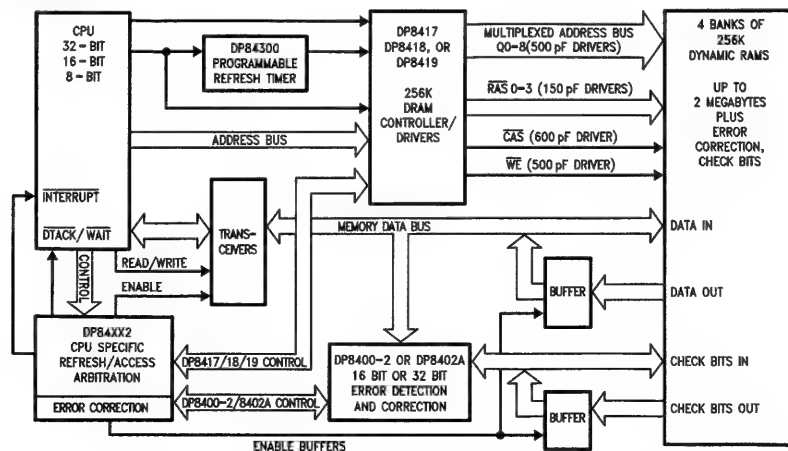 CPU
32-BIT
16-BIT
8-BIT
INTERRUPT
DTACK/WAIT
CONTROL
DP84300
PROGRAMMABLE
REFRESH TIMER
ADDRESS BUS
TRANS-
CEIVERS
READ/WRITE
ENABLE
DP8417
DP8418, OR
DP8419
256K
DRAM
CONTROLLER/
DRIVERS
MULTIPLEXED ADDRESS BUS
Q0-8(500 pF DRIVERS)
RAS 0-3 (150 pF DRIVERS)
CAS (600 pF DRIVER)
WE (500 pF DRIVER)
4 BANKS OF
256K
DYNAMIC RAMS
UP TO
2 MEGABYTES
PLUS
ERROR
CORRECTION,
CHECK BITS
MEMORY DATA BUS
DATA IN
BUFFER
DATA OUT
DP84XX2
CPU SPECIFIC
REFRESH/ACCESS
ARBITRATION
ERROR CORRECTION
DP8417/18/19 CONTROL
DP8400-2/8402A CONTROL
DP8400-2 OR DP8402A
16 BIT OR 32 BIT
ERROR DETECTION
AND CORRECTION
CHECK BITS IN
BUFFER
CHECK BITS OUT
ENABLE BUFFERS